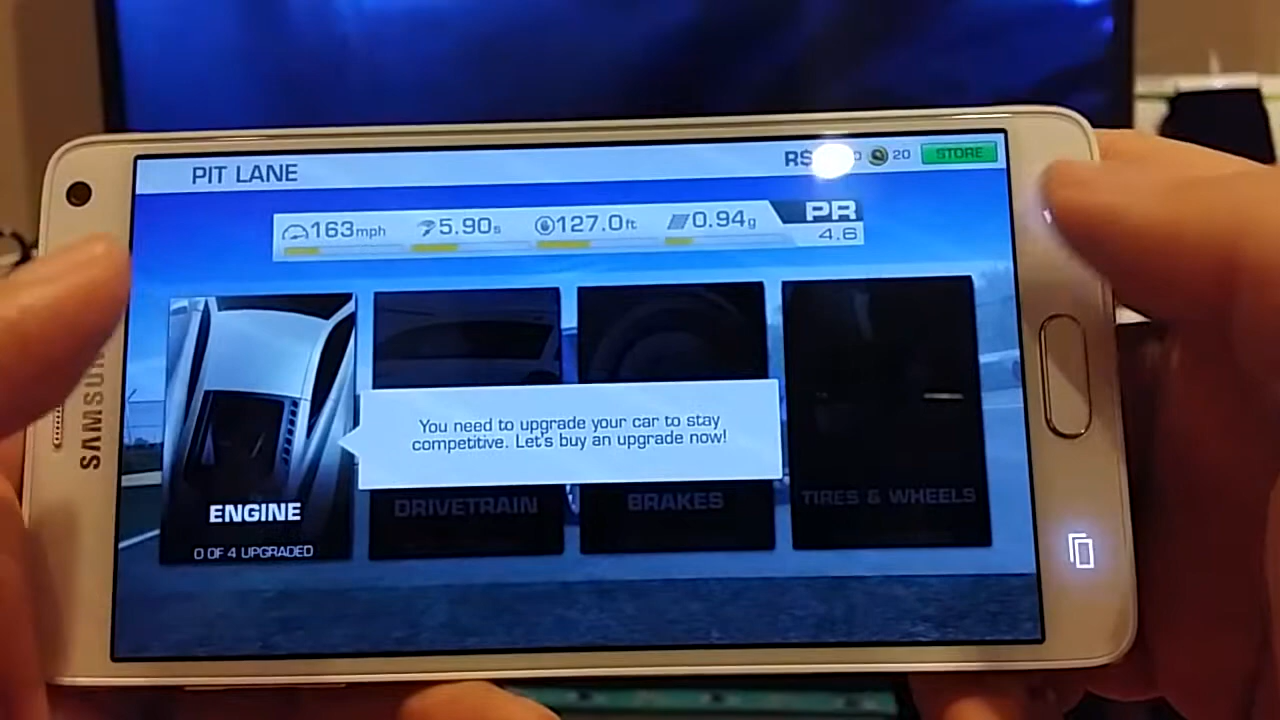 PIT LANE
R$
20
STORE
163mph
5.90s
127.0ft
0.94g
PR
4.6
SAMSUNG
You need to upgrade your car to stay
competitive. Let's buy an upgrade now!
ENGINE
DRIVETRAIN
BRAKES
TIRES & WHEELS
0 OF 4 UPGRADED